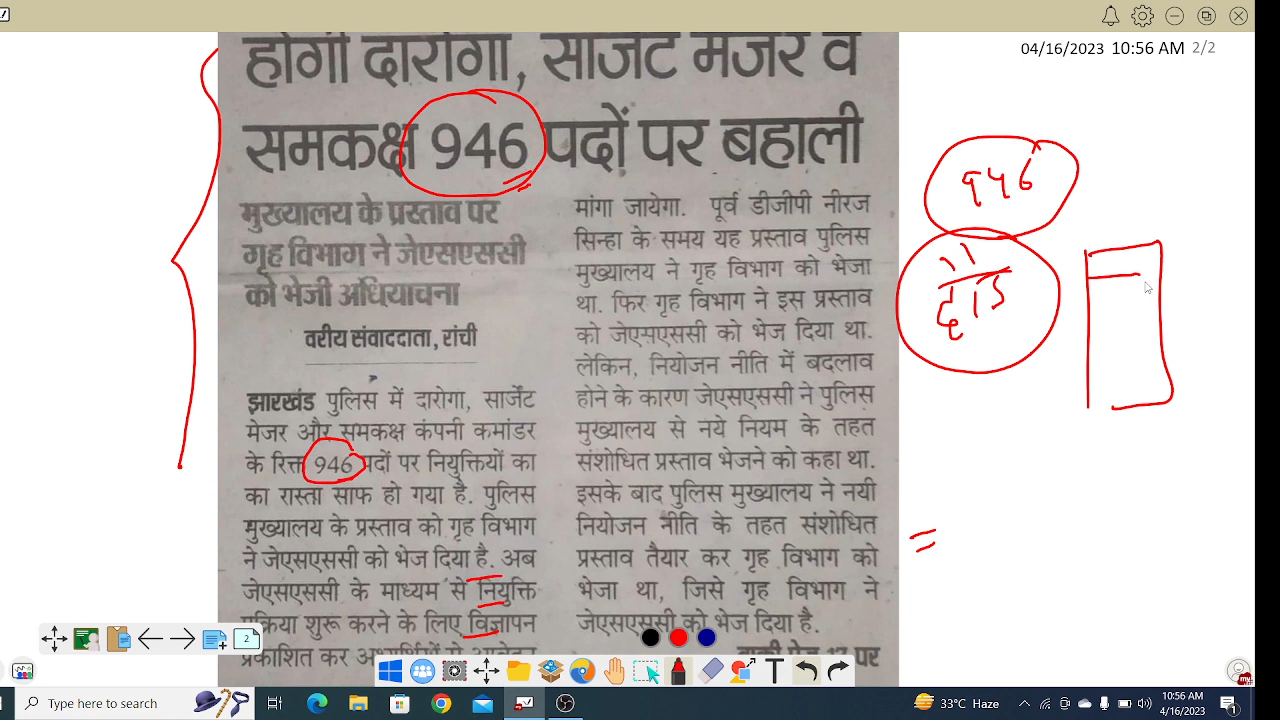 04/16/2023 10:56 AM 2/2
होगी दारोगा, सार्जेंट मेजर व
समकक्ष 946 पदों पर बहाली
मुख्यालय के प्रस्ताव पर
गृह विभाग ने जेएसएससी
को भेजी अधियाचना
वरीय संवाददाता, रांची
झारखंड पुलिस में दारोगा, सार्जेंट
मेजर और समकक्ष कंपनी कमांडर
के रिक्त 946 पदों पर नियुक्तियों का
का रास्ता साफ हो गया है. पुलिस
मुख्यालय के प्रस्ताव को गृह विभाग
ने जेएसएससी को भेज दिया है. अब
जेएसएससी के माध्यम से नियुक्ति
प्रक्रिया शुरू करने के लिए विज्ञापन
प्रकाशित कर
मांगा जायेगा. पूर्व डीजीपी नीरज
सिन्हा के समय यह प्रस्ताव पुलिस
मुख्यालय ने गृह विभाग को भेजा
था. फिर गृह विभाग ने इस प्रस्ताव
को जेएसएससी को भेज दिया था.
लेकिन, नियोजन नीति में बदलाव
होने के कारण जेएसएससी ने पुलिस
मुख्यालय से नये नियम के तहत
संशोधित प्रस्ताव भेजने को कहा था.
इसके बाद पुलिस मुख्यालय ने नयी
नियोजन नीति के तहत संशोधित
प्रस्ताव तैयार कर गृह विभाग को
भेजा था, जिसे गृह विभाग ने
जेएसएससी को भेज दिया है.
946
2
Type here to search
33°C Haze
10:56 AM
4/16/2023